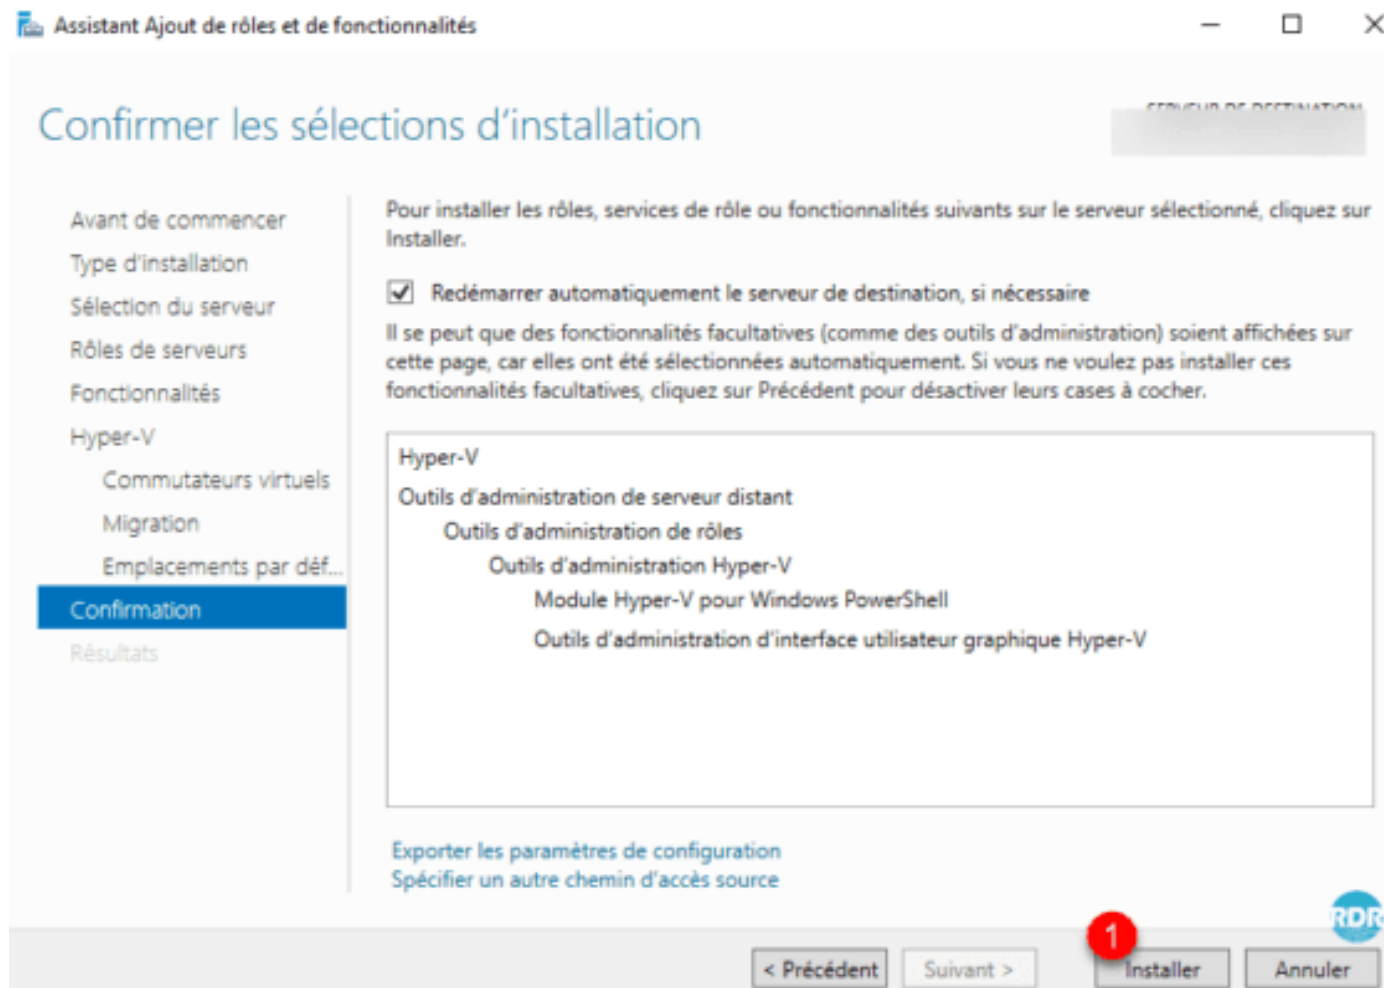 Assistant Ajout de rôles et de fonctionnalités
Confirmer les sélections d'installation
SERVEUR DE DESTINATION
Avant de commencer
Type d'installation
Sélection du serveur
Rôles de serveurs
Fonctionnalités
Hyper-V
Commutateurs virtuels
Migration
Emplacements par déf...
Confirmation
Résultats
Pour installer les rôles, services de rôle ou fonctionnalités suivants sur le serveur sélectionné, cliquez sur
Installer.
Redémarrer automatiquement le serveur de destination, si nécessaire
Il se peut que des fonctionnalités facultatives (comme des outils d'administration) soient affichées sur
cette page, car elles ont été sélectionnées automatiquement. Si vous ne voulez pas installer ces
fonctionnalités facultatives, cliquez sur Précédent pour désactiver leurs cases à cocher.
Hyper-V
Outils d'administration de serveur distant
Outils d'administration de rôles
Outils d'administration Hyper-V
Module Hyper-V pour Windows PowerShell
Outils d'administration d'interface utilisateur graphique Hyper-V
Exporter les paramètres de configuration
Spécifier un autre chemin d'accès source
RDR
1
< Précédent
Suivant >
Installer
Annuler